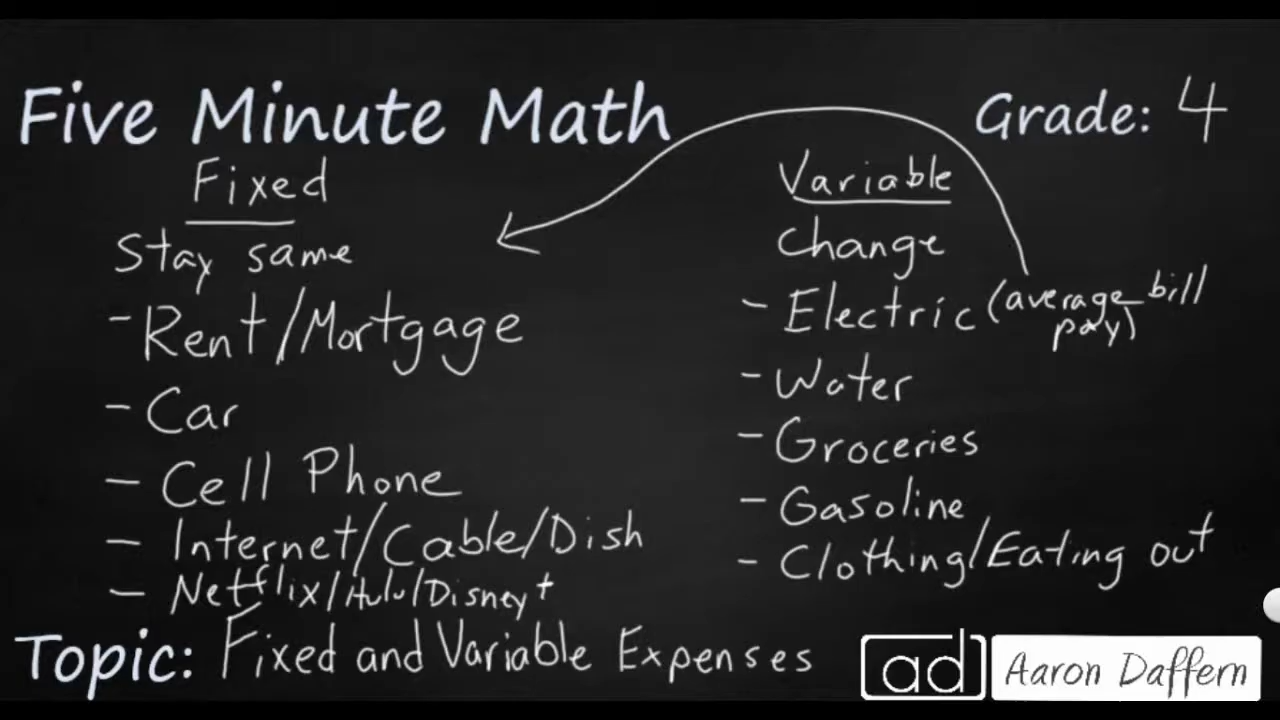 Five Minute Math
Grade: 4
Fixed
Stay same
- Rent/Mortgage
- Car
- Cell Phone
- Internet/Cable/Dish
- Netflix/Hulu/Disney+
Variable
Change
- Electric (average bill
pay)
- Water
- Groceries
- Gasoline
- Clothing/Eating out
Topic: Fixed and Variable Expenses
ad Aaron Daffern